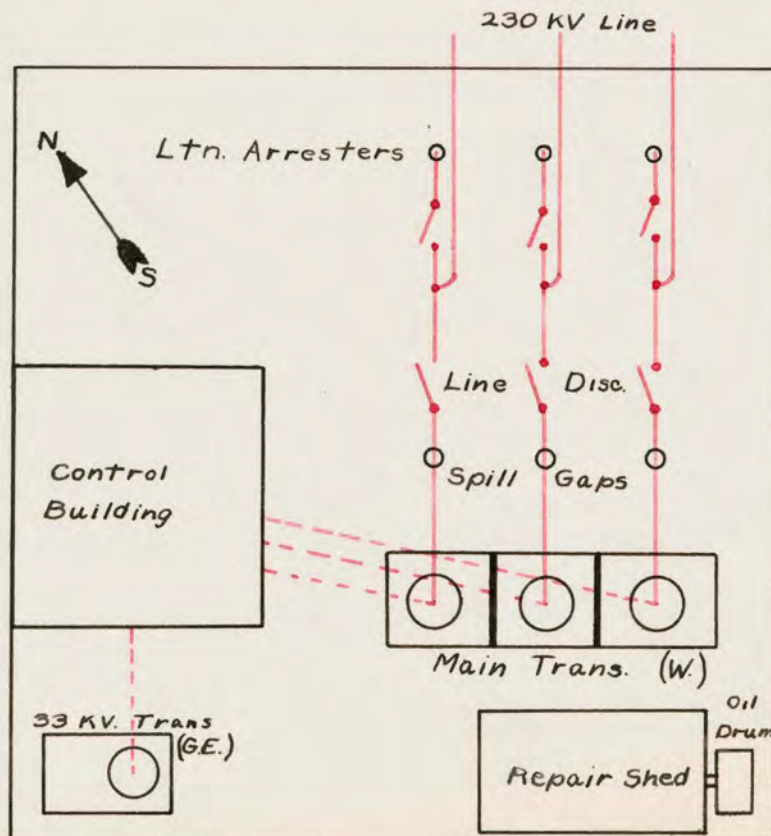 230 KV Line
N
S
Ltn. Arresters
Line Disc.
Control
Building
Spill Gaps
Main Trans. (W.)
33 KV. Trans
(G.E.)
Oil
Drum
Repair Shed